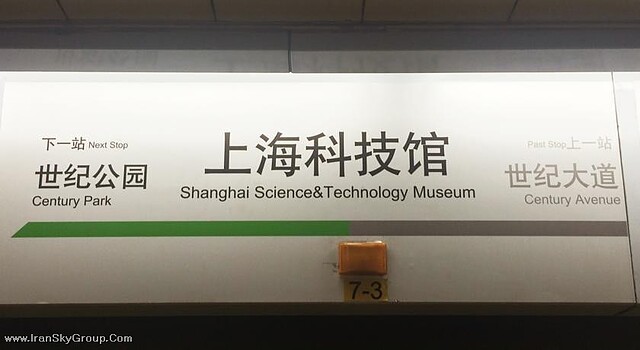 下一站 Next Stop
世纪公园
Century Park
上海科技馆
Shanghai Science&Technology Museum
Past Stop 上一站
世纪大道
Century Avenue
7-3
www.IranSkyGroup.Com